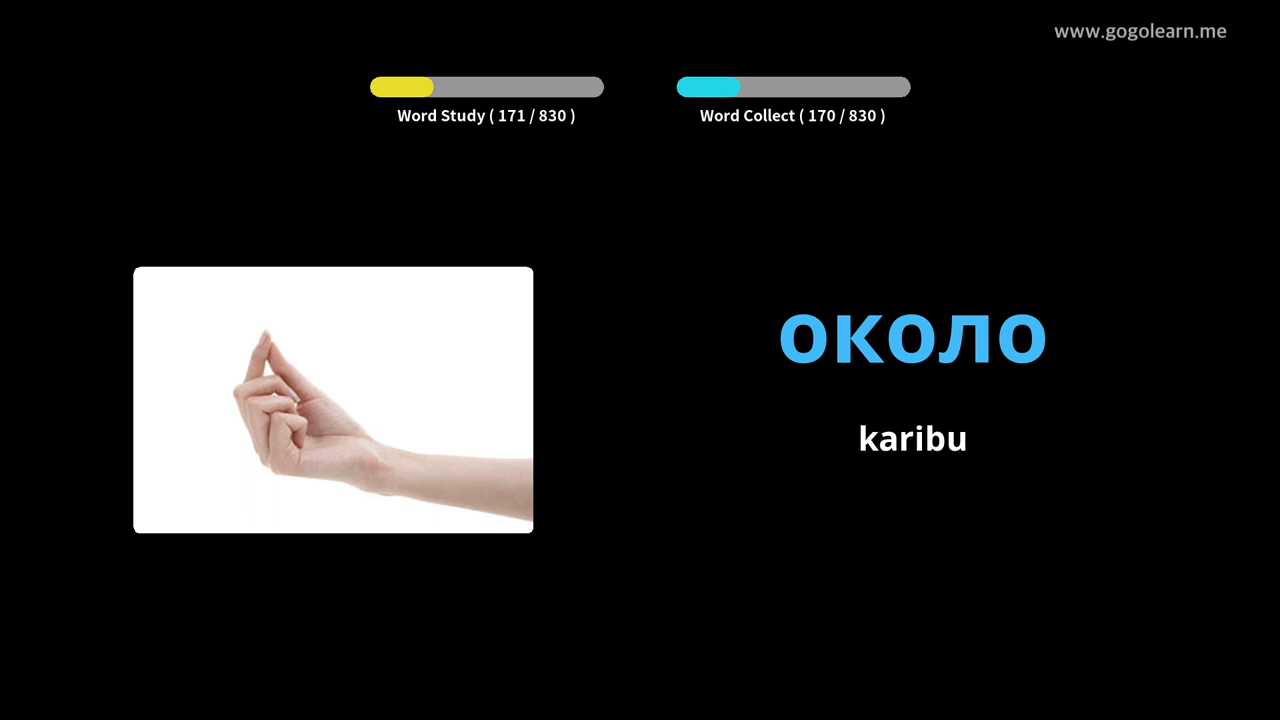 www.gogolearn.me
Word Study ( 171 / 830 )
Word Collect ( 170 / 830 )
около
karibu